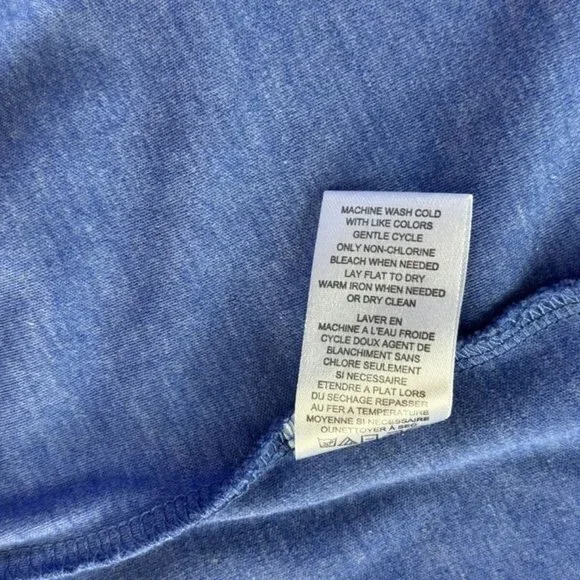 MACHINE WASH COLD
WITH LIKE COLORS
GENTLE CYCLE
ONLY NON-CHLORINE
BLEACH WHEN NEEDED
LAY FLAT TO DRY
WARM IRON WHEN NEEDED
OR DRY CLEAN
LAVER EN
MACHINE A L'EAU FROIDE
CYCLE DOUX AGENT DE
BLANCHIMENT SANS
CHLORE SEULEMENT
SI NECESSAIRE
ETENDRE A PLAT LORS
DU SECHAGE REPASSER
AU FER A TEMPERATURE
MOYENNE SI NECESSAIRE
OUNETTOYER À SEC